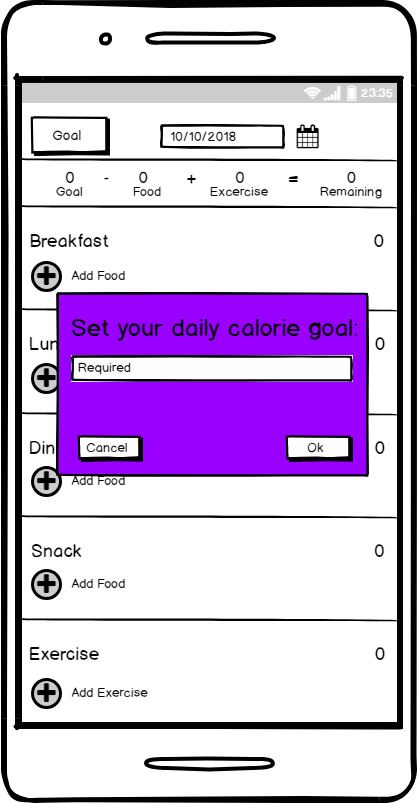 23:35
Goal
10/10/2018
0 - 0 + 0 = 0
Goal Food Excercise Remaining
Breakfast 0
Add Food
Set your daily calorie goal:
Lun 0
Required
Din 0
Cancel Ok
Add Food
Snack 0
Add Food
Exercise 0
Add Exercise